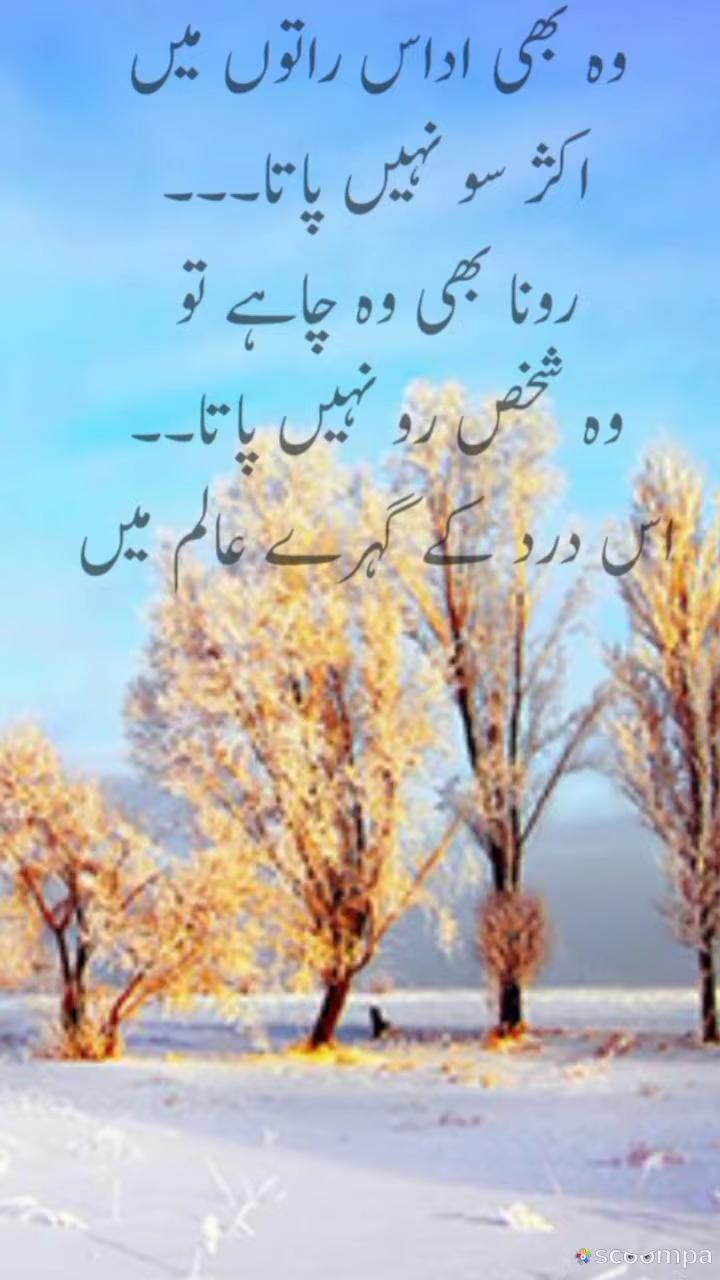 وہ بھی اداس راتوں میں
اکثر سو نہیں پاتا۔۔۔
رونا بھی وہ چاہے تو
وہ شخص رو نہیں پاتا۔۔
اس درد کے گہرے عالم میں
scoompa